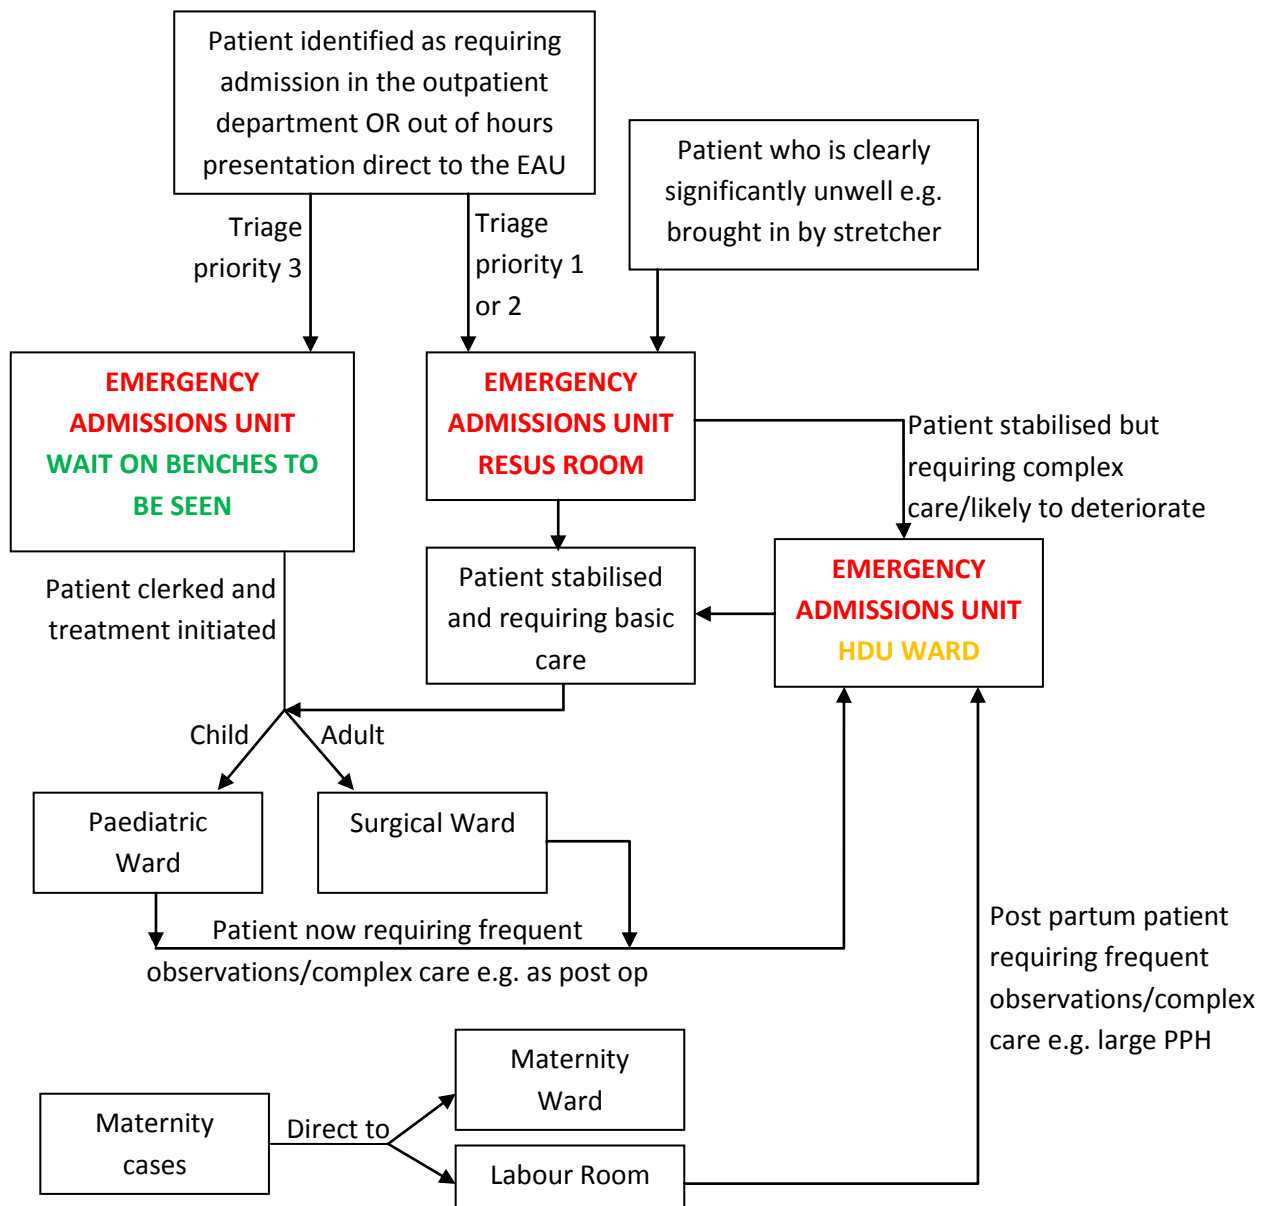 Patient identified as requiring
admission in the outpatient
department OR out of hours
presentation direct to the EAU
Patient who is clearly
significantly unwell e.g.
brought in by stretcher
Triage
priority 3
Triage
priority 1
or 2
EMERGENCY
ADMISSIONS UNIT
WAIT ON BENCHES TO
BE SEEN
EMERGENCY
ADMISSIONS UNIT
RESUS ROOM
Patient stabilised but
requiring complex
care/likely to deteriorate
Patient clerked and
treatment initiated
Patient stabilised
and requiring basic
care
EMERGENCY
ADMISSIONS UNIT
HDU WARD
Child
Adult
Paediatric
Ward
Surgical Ward
Patient now requiring frequent
observations/complex care e.g. as post op
Post partum patient
requiring frequent
observations/complex
care e.g. large PPH
Maternity
cases
Direct to
Maternity
Ward
Labour Room